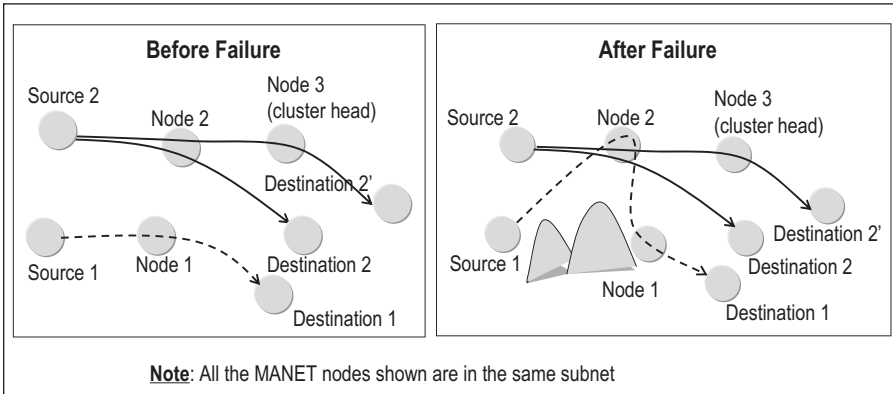 Before Failure
Source 2
Node 2
Node 3
(cluster head)
Destination 2'
Source 1
Node 1
Destination 2
Destination 1
After Failure
Source 2
Node 2
Node 3
(cluster head)
Source 1
Node 1
Destination 2'
Destination 2
Destination 1
Note: All the MANET nodes shown are in the same subnet